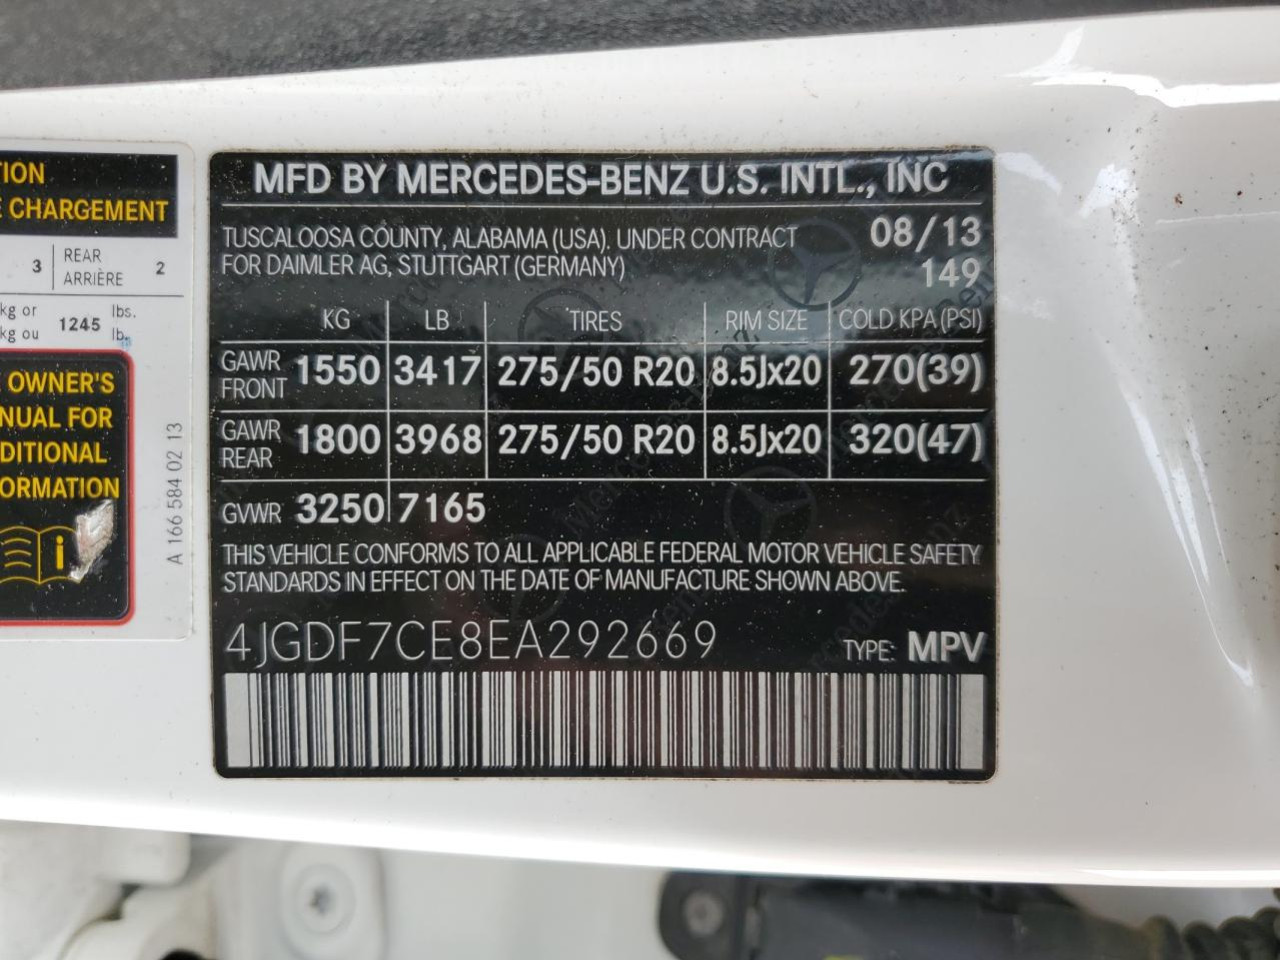 TION
E CHARGEMENT
3 REAR ARRIÈRE 2
kg or
kg ou 1245 lbs. lb.
E OWNER'S
ANUAL FOR
DITIONAL
ORMATION
i
A 166 584 02 13
MFD BY MERCEDES-BENZ U.S. INTL., INC
TUSCALOOSA COUNTY, ALABAMA (USA). UNDER CONTRACT 08/13
FOR DAIMLER AG, STUTTGART (GERMANY) 149
KG LB TIRES RIM SIZE COLD KPA (PSI)
GAWR FRONT 1550 3417 275/50 R20 8.5Jx20 270(39)
GAWR REAR 1800 3968 275/50 R20 8.5Jx20 320(47)
GVWR 3250 7165
THIS VEHICLE CONFORMS TO ALL APPLICABLE FEDERAL MOTOR VEHICLE SAFETY
STANDARDS IN EFFECT ON THE DATE OF MANUFACTURE SHOWN ABOVE.
4JGDF7CE8EA292669 TYPE: MPV